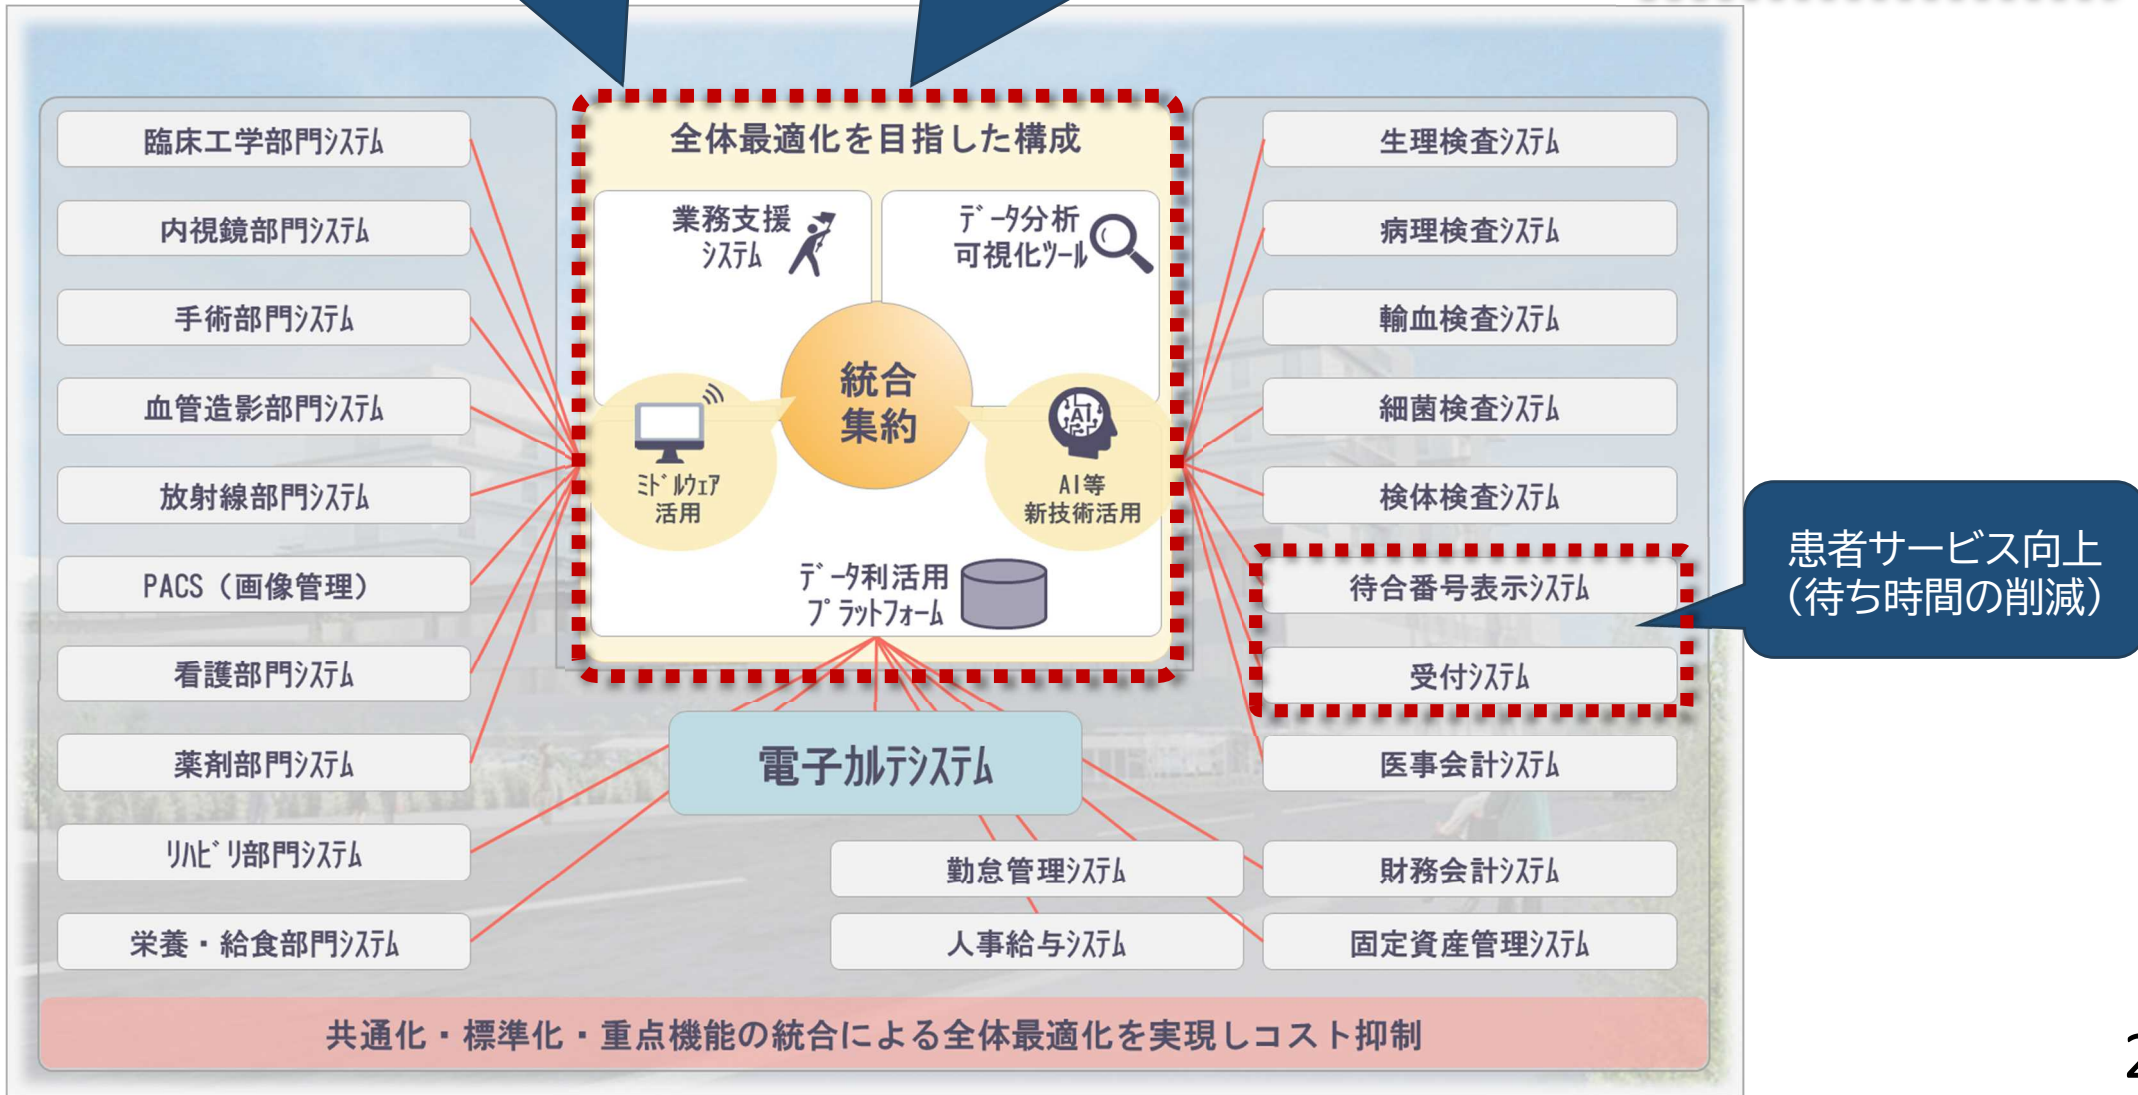 臨床工学部門ｼｽﾃﾑ
内視鏡部門ｼｽﾃﾑ
手術部門ｼｽﾃﾑ
血管造影部門ｼｽﾃﾑ
放射線部門ｼｽﾃﾑ
PACS（画像管理）
看護部門ｼｽﾃﾑ
薬剤部門ｼｽﾃﾑ
ﾘﾊﾋﾞﾘ部門ｼｽﾃﾑ
栄養・給食部門ｼｽﾃﾑ
全体最適化を目指した構成
業務支援
ｼｽﾃﾑ
ﾃﾞｰﾀ分析
可視化ﾂｰﾙ
統合
集約
ﾐﾄﾞﾙｳｪｱ
活用
AI
AI等
新技術活用
ﾃﾞｰﾀ利活用
ﾌﾟﾗｯﾄﾌｫｰﾑ
電子ｶﾙﾃｼｽﾃﾑ
勤怠管理ｼｽﾃﾑ
人事給与ｼｽﾃﾑ
生理検査ｼｽﾃﾑ
病理検査ｼｽﾃﾑ
輸血検査ｼｽﾃﾑ
細菌検査ｼｽﾃﾑ
検体検査ｼｽﾃﾑ
待合番号表示ｼｽﾃﾑ
受付ｼｽﾃﾑ
医事会計ｼｽﾃﾑ
財務会計ｼｽﾃﾑ
固定資産管理ｼｽﾃﾑ
患者サービス向上
（待ち時間の削減）
共通化・標準化・重点機能の統合による全体最適化を実現しコスト抑制